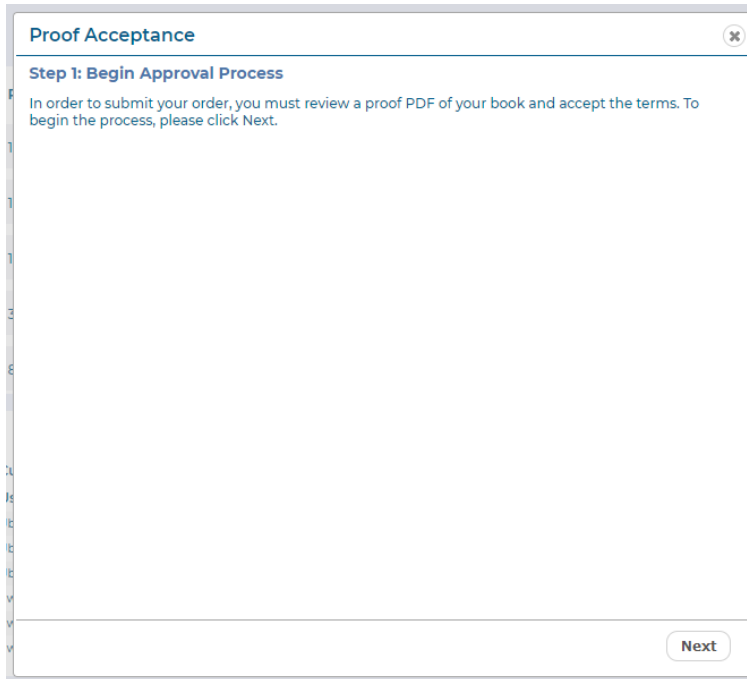 Proof Acceptance
Step 1: Begin Approval Process
In order to submit your order, you must review a proof PDF of your book and accept the terms. To
begin the process, please click Next.
Next